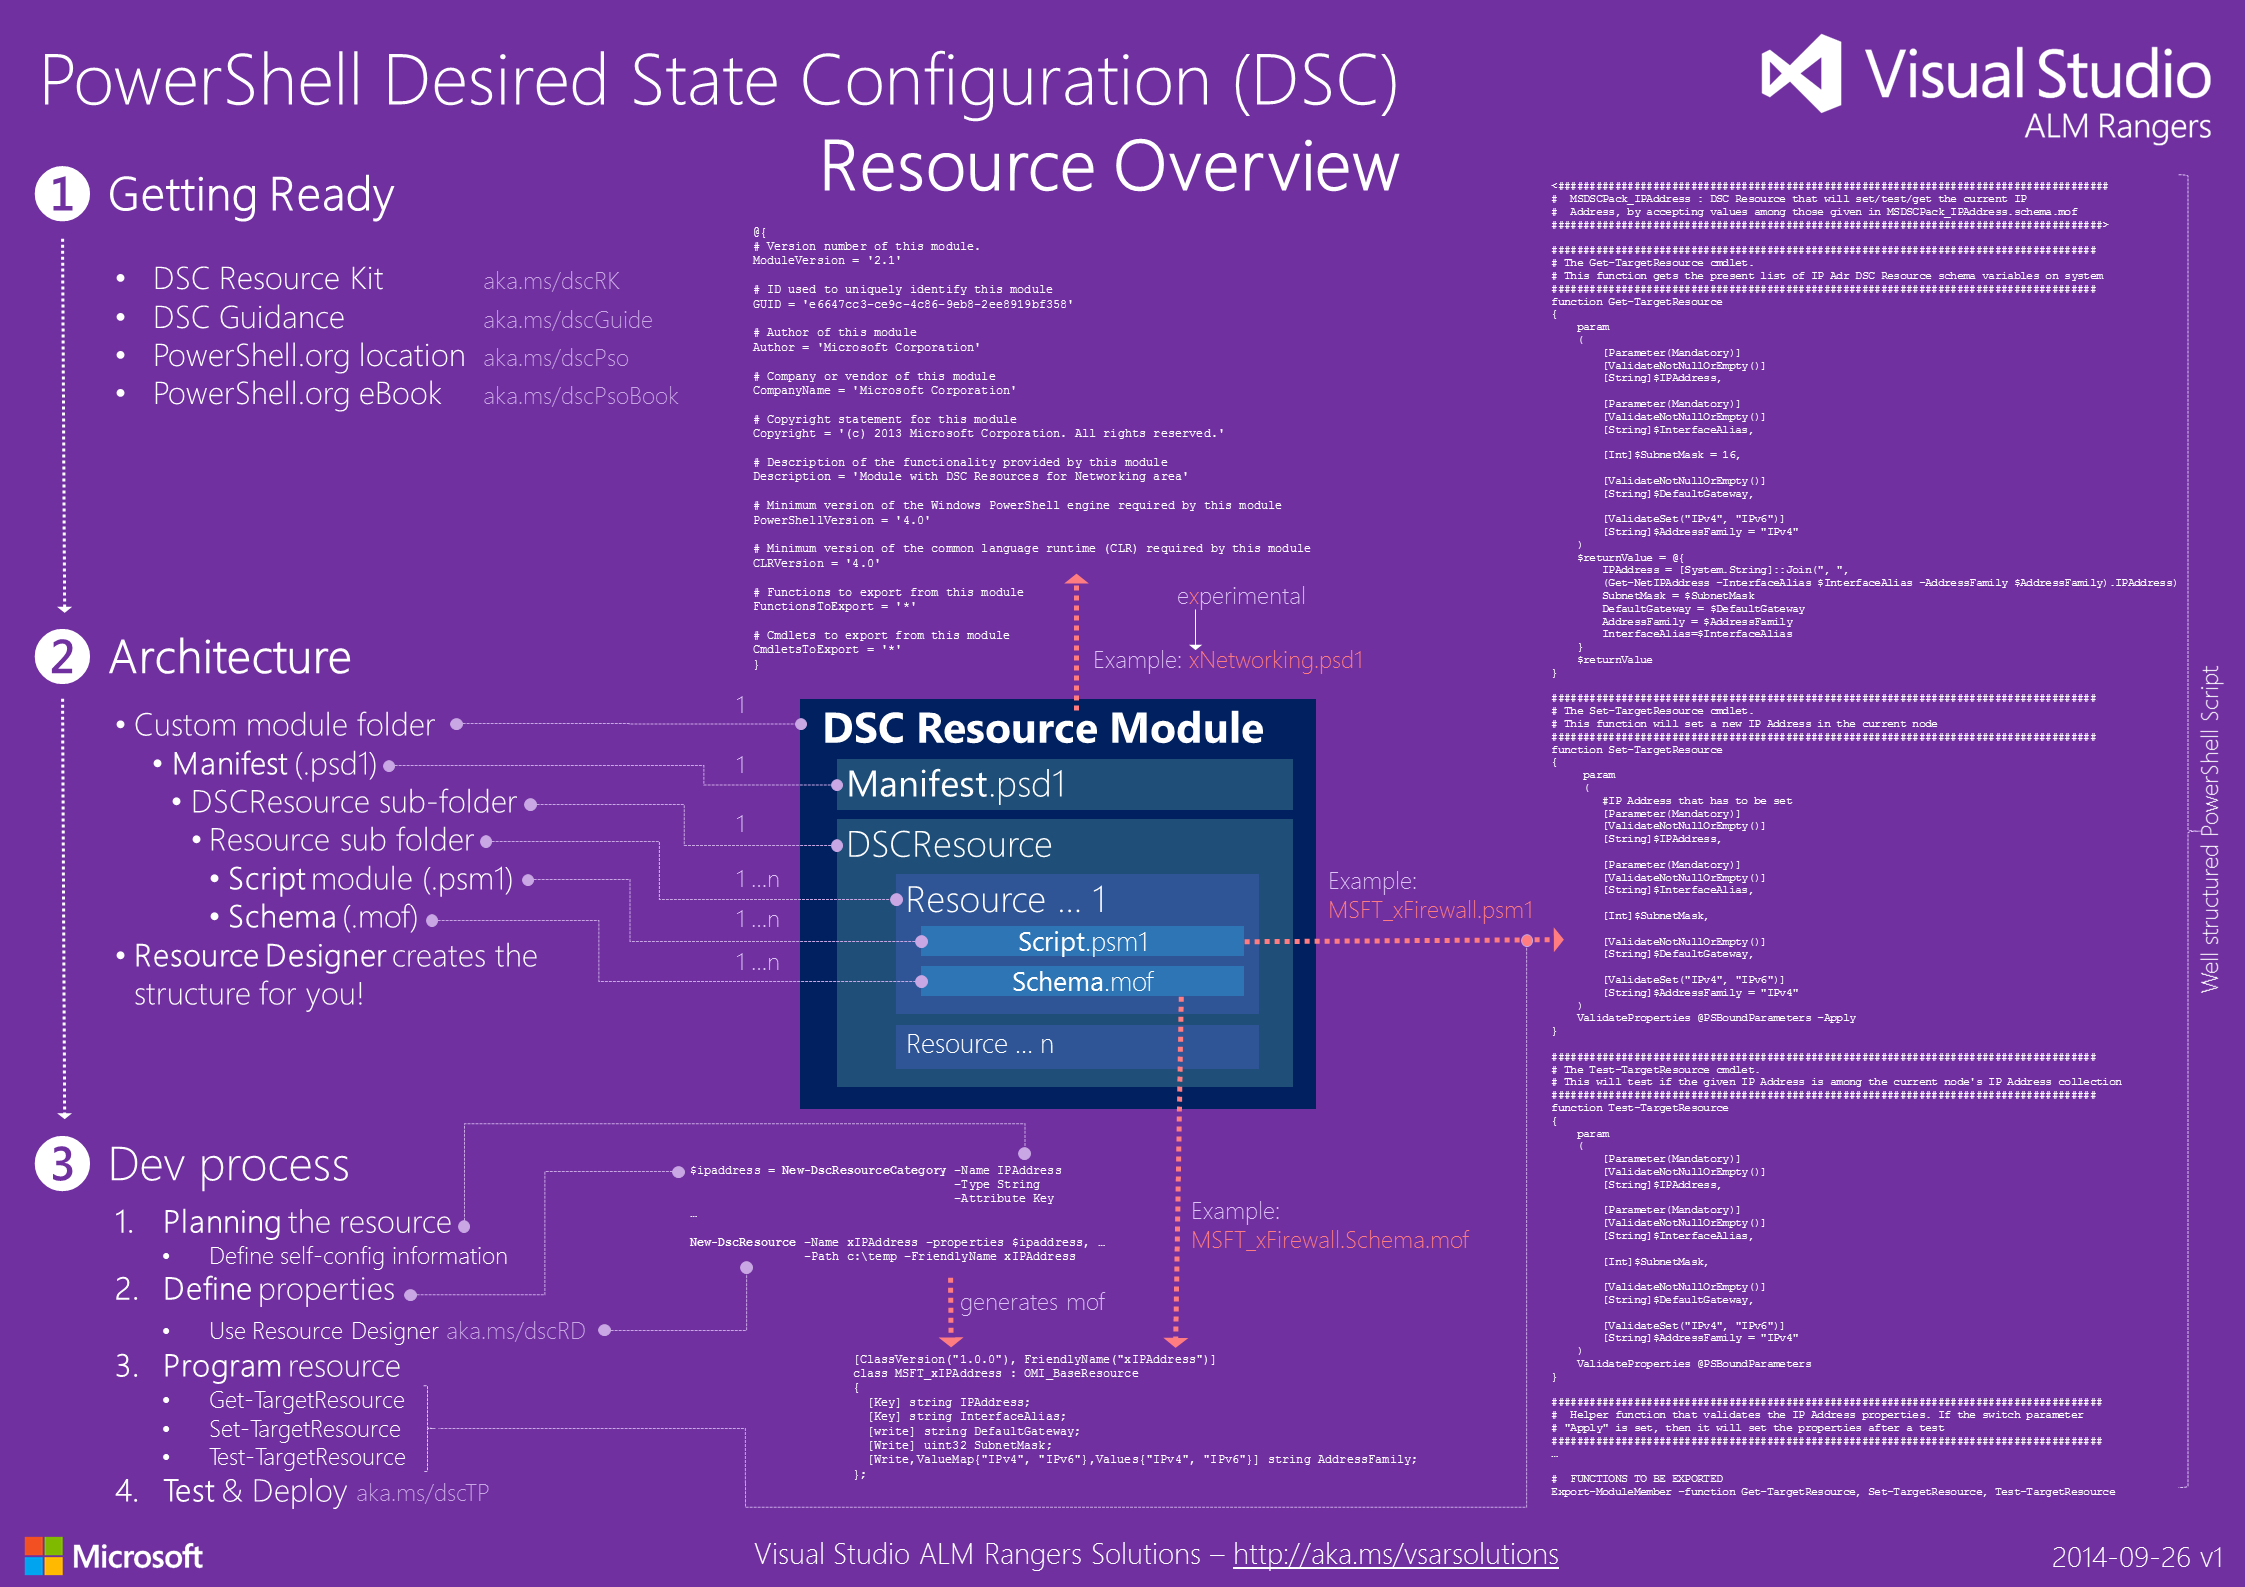 PowerShell Desired State Configuration (DSC)
Resource Overview
Visual Studio
ALM Rangers
1 Getting Ready
• DSC Resource Kit aka.ms/dscRK
• DSC Guidance aka.ms/dscGuide
• PowerShell.org location aka.ms/dscPso
• PowerShell.org eBook aka.ms/dscPsoBook
2 Architecture
• Custom module folder
• Manifest (.psd1)
• DSCResource sub-folder
• Resource sub folder
• Script module (.psm1)
• Schema (.mof)
• Resource Designer creates the
structure for you!
3 Dev process
1. Planning the resource
• Define self-config information
2. Define properties
• Use Resource Designer aka.ms/dscRD
3. Program resource
• Get-TargetResource
• Set-TargetResource
• Test-TargetResource
4. Test & Deploy aka.ms/dscTP
@{
# Version number of this module.
ModuleVersion = '2.1'
# ID used to uniquely identify this module
GUID = 'e6647cc3-ce9c-4c86-9eb8-2ee8919bf358'
# Author of this module
Author = 'Microsoft Corporation'
# Company or vendor of this module
CompanyName = 'Microsoft Corporation'
# Copyright statement for this module
Copyright = '(c) 2013 Microsoft Corporation. All rights reserved.'
# Description of the functionality provided by this module
Description = 'Module with DSC Resources for Networking area'
# Minimum version of the Windows PowerShell engine required by this module
PowerShellVersion = '4.0'
# Minimum version of the common language runtime (CLR) required by this module
CLRVersion = '4.0'
# Functions to export from this module
FunctionsToExport = '*'
# Cmdlets to export from this module
CmdletsToExport = '*'
}
experimental
Example: xNetworking.psd1
1
1
1
1 ...n
1 ...n
1 ...n
DSC Resource Module
Manifest.psd1
DSCResource
Resource ... 1
Script.psm1
Schema.mof
Resource ... n
Example:
MSFT_xFirewall.psm1
$ipaddress = New-DscResourceCategory -Name IPAddress
-Type String
-Attribute Key
…
New-DscResource -Name xIPAddress -properties $ipaddress, …
-Path c:\temp -FriendlyName xIPAddress
generates mof
Example:
MSFT_xFirewall.Schema.mof
[ClassVersion("1.0.0"), FriendlyName("xIPAddress")]
class MSFT_xIPAddress : OMI_BaseResource
{
[Key] string IPAddress;
[Key] string InterfaceAlias;
[write] string DefaultGateway;
[Write] uint32 SubnetMask;
[Write,ValueMap{"IPv4", "IPv6"},Values{"IPv4", "IPv6"}] string AddressFamily;
};
<#######################################################################################
# MSDSCPack_IPAddress : DSC Resource that will set/test/get the current IP
# Address, by accepting values among those given in MSDSCPack_IPAddress.schema.mof
#######################################################################################>
######################################################################################
# The Get-TargetResource cmdlet.
# This function gets the present list of IP Adr DSC Resource schema variables on system
######################################################################################
function Get-TargetResource
{
param
(
[Parameter(Mandatory)]
[ValidateNotNullOrEmpty()]
[String]$IPAddress,
[Parameter(Mandatory)]
[ValidateNotNullOrEmpty()]
[String]$InterfaceAlias,
[Int]$SubnetMask = 16,
[ValidateNotNullOrEmpty()]
[String]$DefaultGateway,
[ValidateSet("IPv4", "IPv6")]
[String]$AddressFamily = "IPv4"
)
$returnValue = @{
IPAddress = [System.String]::Join(", ",
(Get-NetIPAddress -InterfaceAlias $InterfaceAlias -AddressFamily $AddressFamily).IPAddress)
SubnetMask = $SubnetMask
DefaultGateway = $DefaultGateway
AddressFamily = $AddressFamily
InterfaceAlias=$InterfaceAlias
}
$returnValue
}
######################################################################################
# The Set-TargetResource cmdlet.
# This function will set a new IP Address in the current node
######################################################################################
function Set-TargetResource
{
param
(
#IP Address that has to be set
[Parameter(Mandatory)]
[ValidateNotNullOrEmpty()]
[String]$IPAddress,
[Parameter(Mandatory)]
[ValidateNotNullOrEmpty()]
[String]$InterfaceAlias,
[Int]$SubnetMask,
[ValidateNotNullOrEmpty()]
[String]$DefaultGateway,
[ValidateSet("IPv4", "IPv6")]
[String]$AddressFamily = "IPv4"
)
ValidateProperties @PSBoundParameters -Apply
}
######################################################################################
# The Test-TargetResource cmdlet.
# This will test if the given IP Address is among the current node's IP Address collection
######################################################################################
function Test-TargetResource
{
param
(
[Parameter(Mandatory)]
[ValidateNotNullOrEmpty()]
[String]$IPAddress,
[Parameter(Mandatory)]
[ValidateNotNullOrEmpty()]
[String]$InterfaceAlias,
[Int]$SubnetMask,
[ValidateNotNullOrEmpty()]
[String]$DefaultGateway,
[ValidateSet("IPv4", "IPv6")]
[String]$AddressFamily = "IPv4"
)
ValidateProperties @PSBoundParameters
}
#######################################################################################
# Helper function that validates the IP Address properties. If the switch parameter
# "Apply" is set, then it will set the properties after a test
#######################################################################################
…
# FUNCTIONS TO BE EXPORTED
Export-ModuleMember -function Get-TargetResource, Set-TargetResource, Test-TargetResource
Well structured PowerShell Script
Microsoft
Visual Studio ALM Rangers Solutions – http://aka.ms/vsarsolutions
2014-09-26 v1